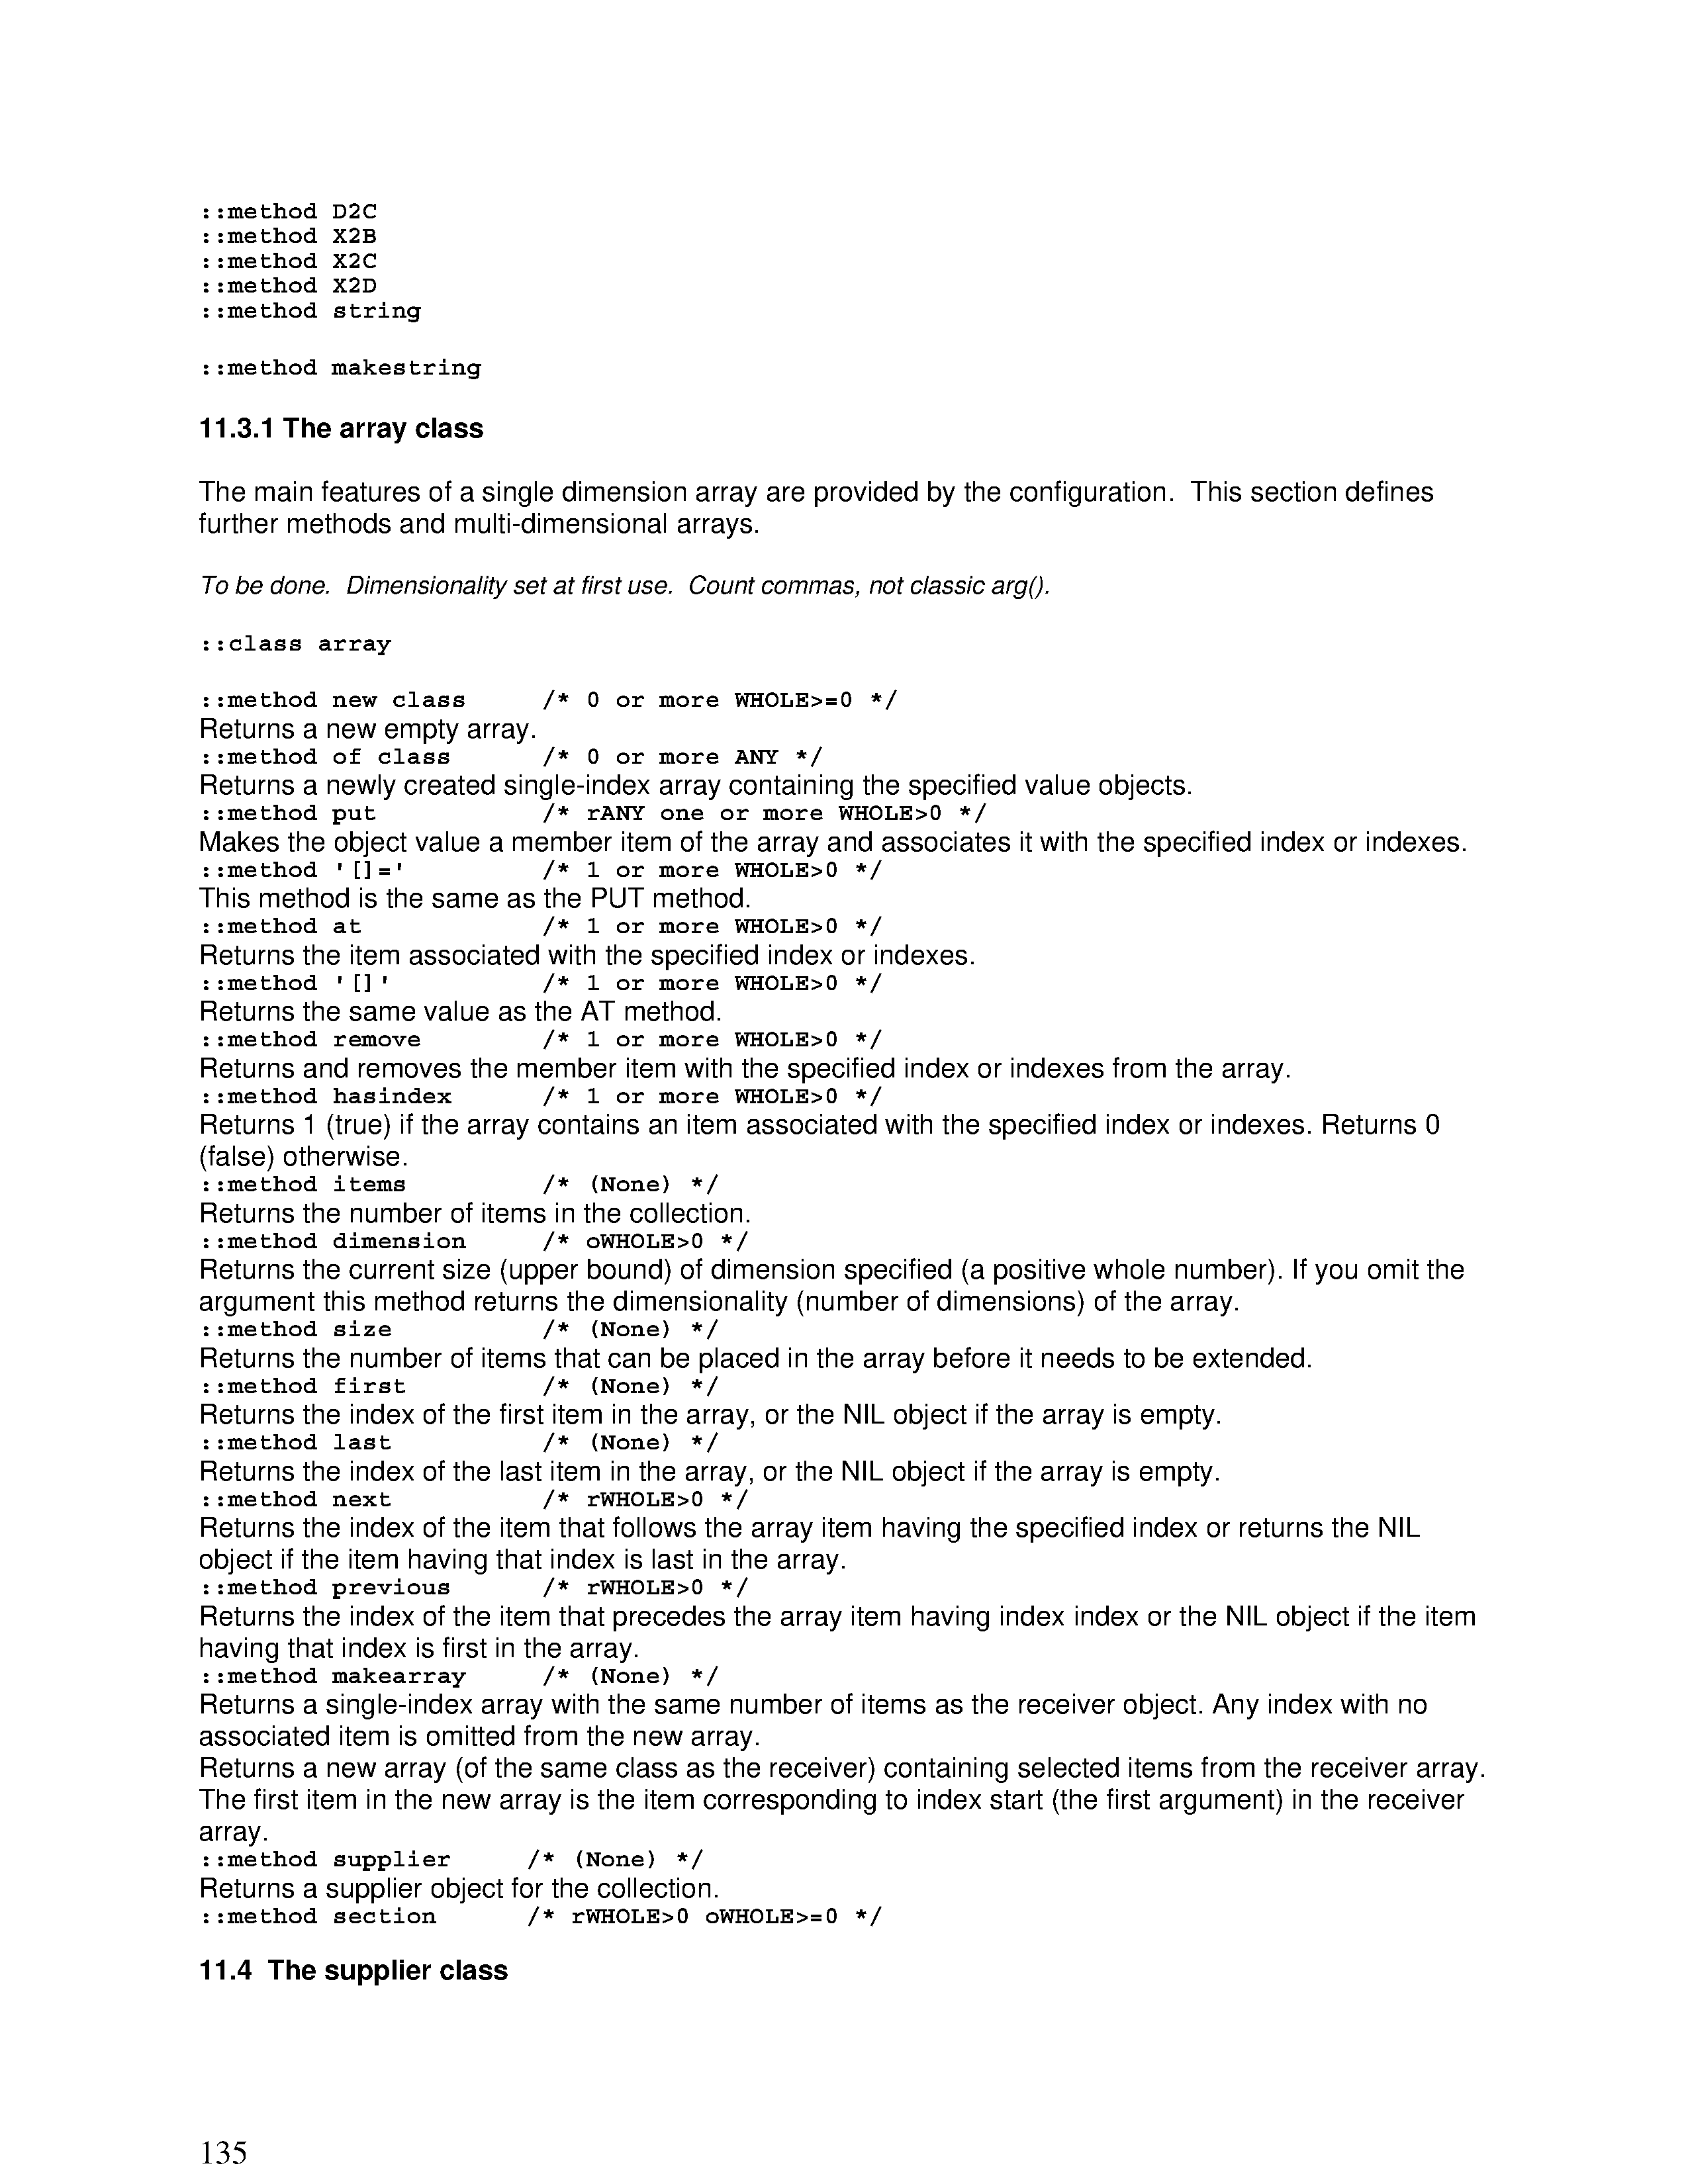 ::method D2C
::method X2B
::method X2C
::method X2D
::method string
::method makestring
11.3.1 The array class
The main features of a single dimension array are provided by the configuration.  This section defines
further methods and multi-dimensional arrays.
To be done.  Dimensionality set at first use.  Count commas, not classic arg().
::class array
::method new class     /* 0 or more WHOLE>=0 */
Returns a new empty array.
::method of class      /* 0 or more ANY */
Returns a newly created single-index array containing the specified value objects.
::method put           /* rANY one or more WHOLE>0 */
Makes the object value a member item of the array and associates it with the specified index or indexes.
::method '[]='         /* 1 or more WHOLE>0 */
This method is the same as the PUT method.
::method at            /* 1 or more WHOLE>0 */
Returns the item associated with the specified index or indexes.
::method '[]'          /* 1 or more WHOLE>0 */
Returns the same value as the AT method.
::method remove        /* 1 or more WHOLE>0 */
Returns and removes the member item with the specified index or indexes from the array.
::method hasindex      /* 1 or more WHOLE>0 */
Returns 1 (true) if the array contains an item associated with the specified index or indexes. Returns 0
(false) otherwise.
::method items         /* (None) */
Returns the number of items in the collection.
::method dimension     /* oWHOLE>0 */
Returns the current size (upper bound) of dimension specified (a positive whole number). If you omit the
argument this method returns the dimensionality (number of dimensions) of the array.
::method size          /* (None) */
Returns the number of items that can be placed in the array before it needs to be extended.
::method first         /* (None) */
Returns the index of the first item in the array, or the NIL object if the array is empty.
::method last          /* (None) */
Returns the index of the last item in the array, or the NIL object if the array is empty.
::method next          /* rWHOLE>0 */
Returns the index of the item that follows the array item having the specified index or returns the NIL
object if the item having that index is last in the array.
::method previous      /* rWHOLE>0 */
Returns the index of the item that precedes the array item having index index or the NIL object if the item
having that index is first in the array.
::method makearray     /* (None) */
Returns a single-index array with the same number of items as the receiver object. Any index with no
associated item is omitted from the new array.
Returns a new array (of the same class as the receiver) containing selected items from the receiver array.
The first item in the new array is the item corresponding to index start (the first argument) in the receiver
array.
::method supplier     /* (None) */
Returns a supplier object for the collection.
::method section      /* rWHOLE>0 oWHOLE>=0 */
11.4  The supplier class
135